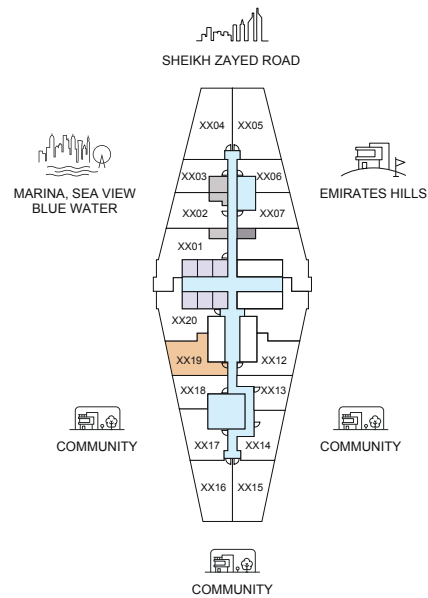 SHEIKH ZAYED ROAD
XX04 XX05
MARINA, SEA VIEW
BLUE WATER
EMIRATES HILLS
XX03 XX06
XX02 XX07
XX01
XX20
XX19 XX12
XX18 XX13
COMMUNITY
COMMUNITY
XX17 XX14
XX16 XX15
COMMUNITY